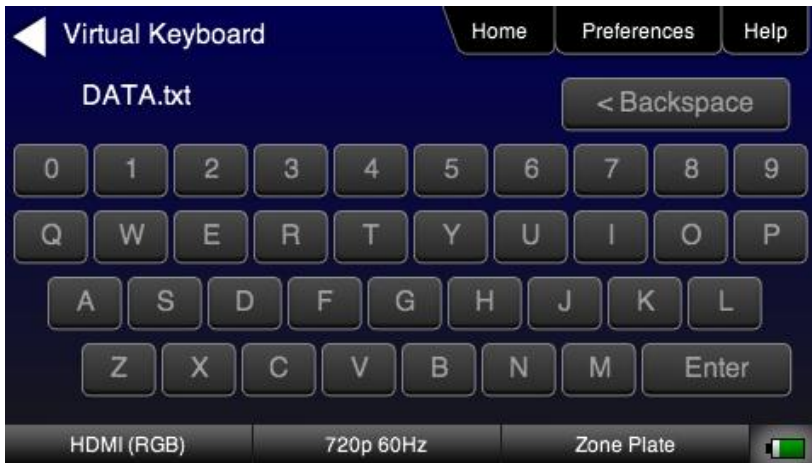 Virtual Keyboard Home Preferences Help
DATA.txt < Backspace
0 1 2 3 4 5 6 7 8 9
Q W E R T Y U I O P
A S D F G H J K L
Z X C V B N M Enter
HDMI (RGB) 720p 60Hz Zone Plate